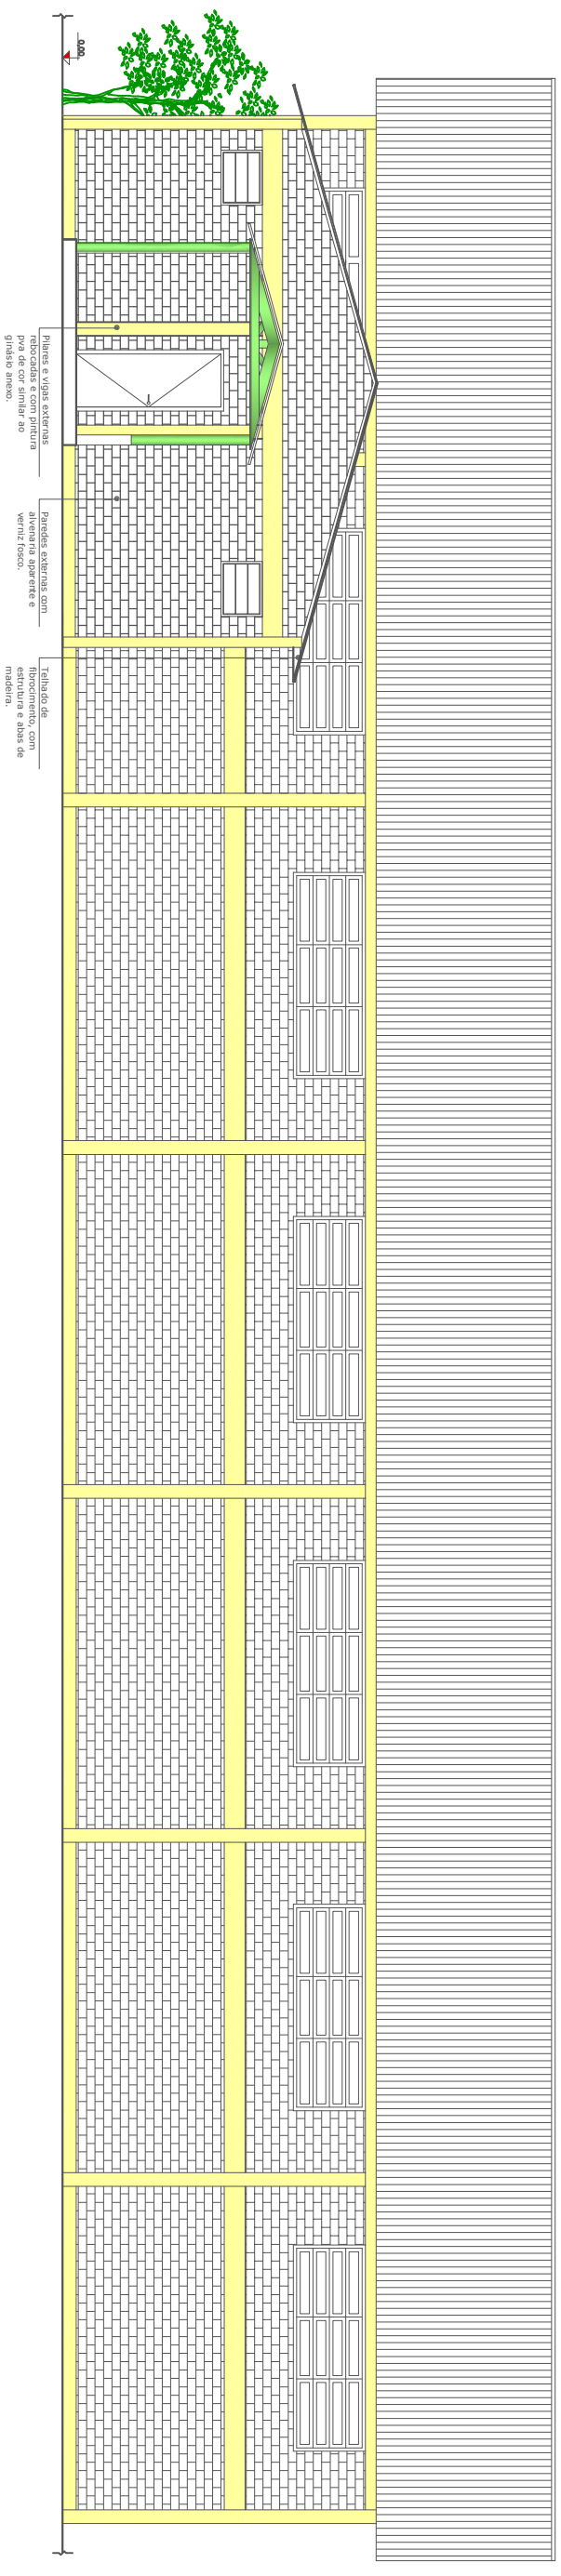 0.00
Pilares e vigas externas
rebocadas e com pintura
pva de cor similar ao
ginásio anexo.
Paredes externas com
alvenaria aparente e
verniz fosco.
Telhado de
fibrocimento, com
estrutura e abas de
madeira.